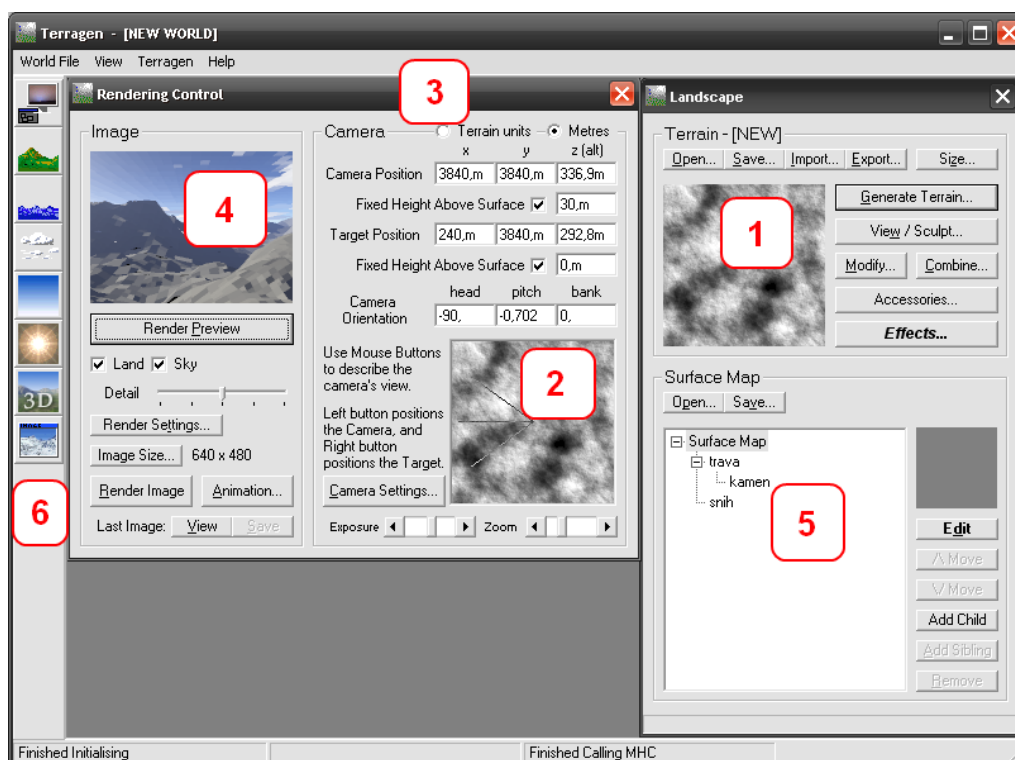 Terragen - [NEW WORLD]
World File View Terragen Help
Rendering Control
3
Image
4
Render Preview
Land Sky
Detail
Render Settings...
Image Size... 640 x 480
Render Image Animation...
Last Image: View Save
Camera Terrain units Metres
x y z (alt)
Camera Position 3840,m 3840,m 336,9m
Fixed Height Above Surface 30,m
Target Position 240,m 3840,m 292,8m
Fixed Height Above Surface 0,m
head pitch bank
Camera
Orientation -90, -0,702 0,
Use Mouse Buttons
to describe the
camera's view.
Left button positions
the Camera, and
Right button
positions the Target.
2
Camera Settings...
Exposure Zoom
Landscape
Terrain - [NEW]
Open... Save... Import... Export... Size...
1
Generate Terrain...
View / Sculpt...
Modify... Combine...
Accessories...
Effects...
Surface Map
Open... Save...
Surface Map
trava
kamen
snih
5
Edit
/\ Move
\/ Move
Add Child
Add Sibling
Remove
3D
IMAGE
6
Finished Initialising Finished Calling MHC